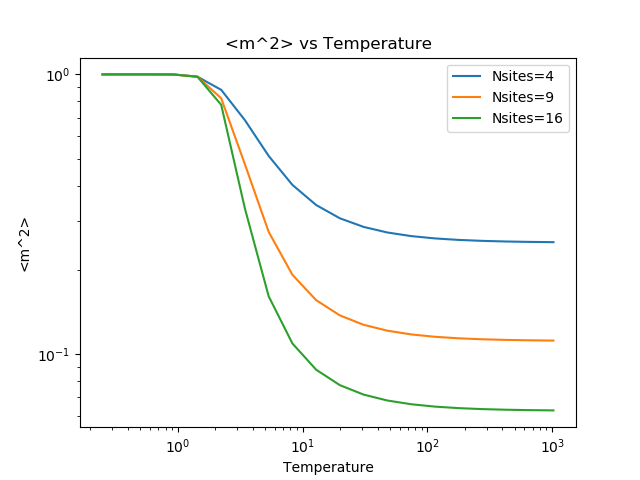 <m^2> vs Temperature
Nsites=4
Nsites=9
Nsites=16
<m^2>
10^0
10^-1
10^0
10^1
10^2
10^3
Temperature